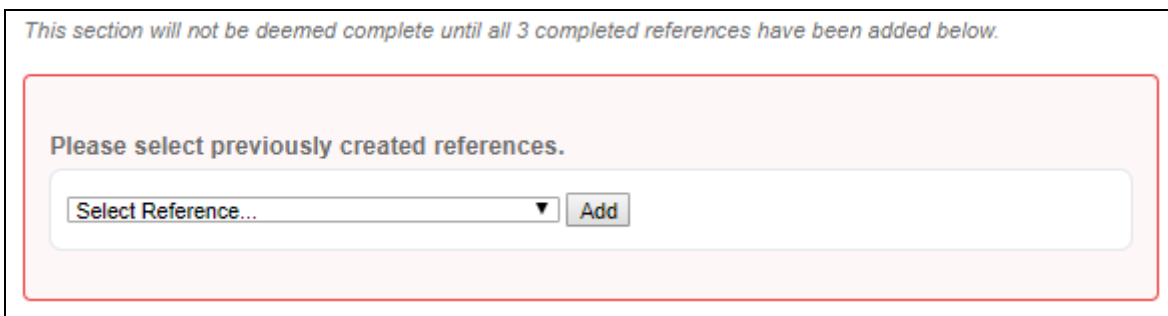 This section will not be deemed complete until all 3 completed references have been added below.
Please select previously created references.
Select Reference... Add